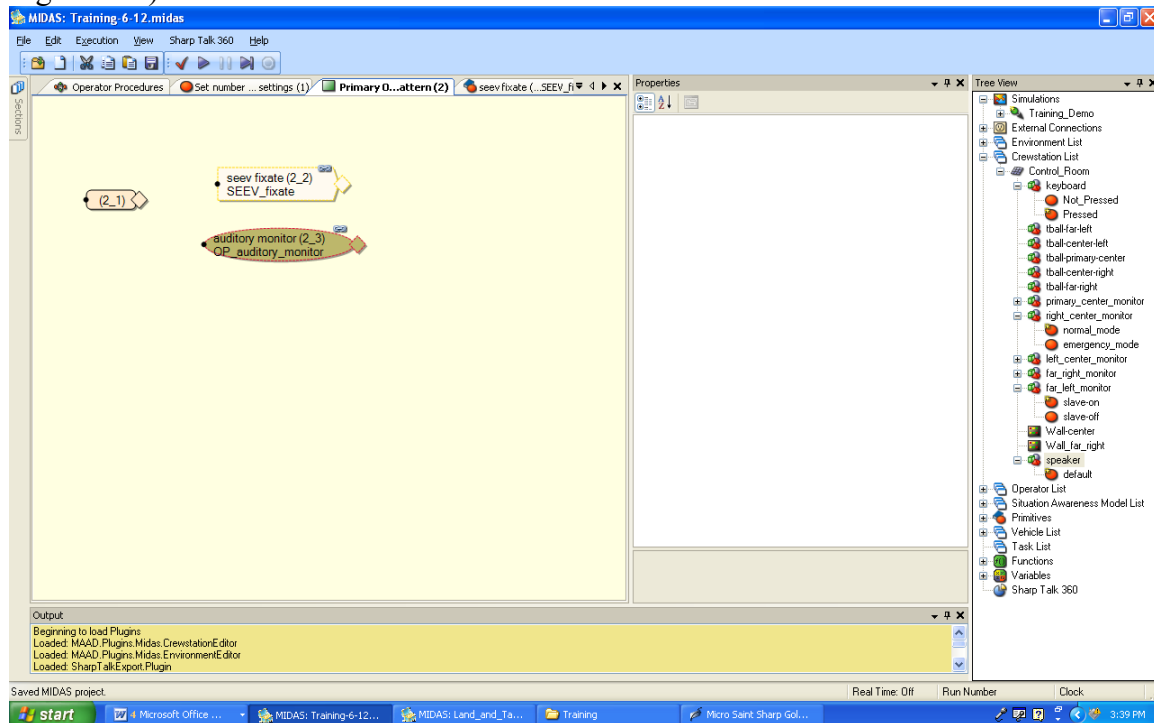 MIDAS: Training-6-12.midas
File Edit Execution View Sharp Talk 360 Help
Sections
Operator Procedures Set number ... settings (1) Primary O...attern (2) seev fixate (...SEEV_fi
(2_1)
seev fixate (2_2)
SEEV_fixate
auditory monitor (2_3)
OP_auditory_monitor
Properties
Tree View
Simulations
Training_Demo
External Connections
Environment List
Crewstation List
Control_Room
keyboard
Not_Pressed
Pressed
tball-far-left
tball-center-left
tball-primary-center
tball-center-right
tball-far-right
primary_center_monitor
right_center_monitor
normal_mode
emergency_mode
left_center_monitor
far_right_monitor
far_left_monitor
slave-on
slave-off
Wall-center
Wall_far_right
speaker
default
Operator List
Situation Awareness Model List
Primitives
Vehicle List
Task List
Functions
Variables
Sharp Talk 360
Output
Beginning to load Plugins
Loaded: MAAD.Plugins.Midas.CrewstationEditor
Loaded: MAAD.Plugins.Midas.EnvironmentEditor
Loaded: SharpTalkExport.Plugin
Saved MIDAS project. Real Time: Off Run Number Clock
start 4 Microsoft Office ... MIDAS: Training-6-12... MIDAS: Land_and_Ta... Training Micro Saint Sharp Gol... 3:39 PM